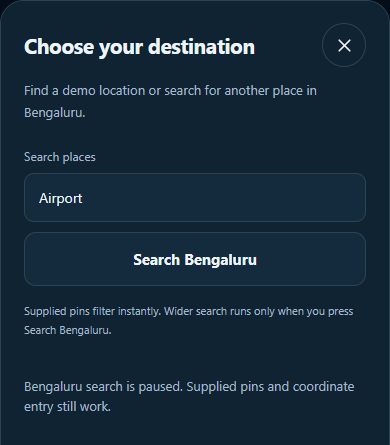 Choose your destination
Find a demo location or search for another place in
Bengaluru.
Search places
Airport
Search Bengaluru
Supplied pins filter instantly. Wider search runs only when you press
Search Bengaluru.
Bengaluru search is paused. Supplied pins and coordinate
entry still work.